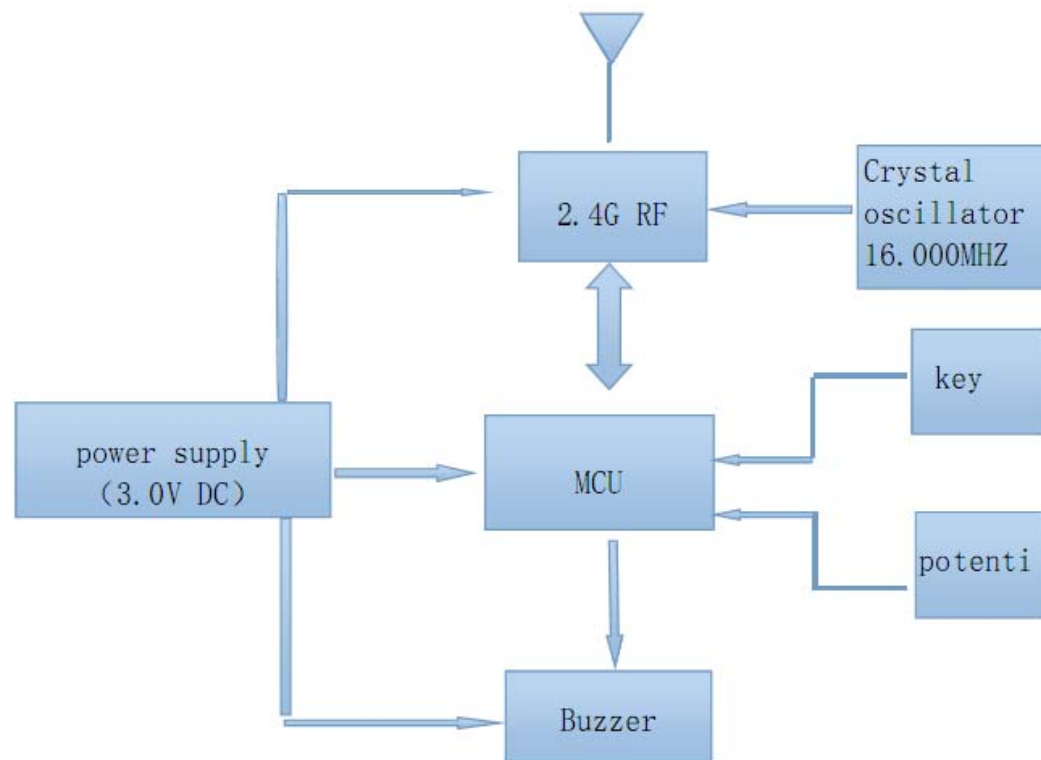 2.4G RF
Crystal
oscillator
16.000MHZ
key
power supply
（3.0V DC）
MCU
potenti
Buzzer